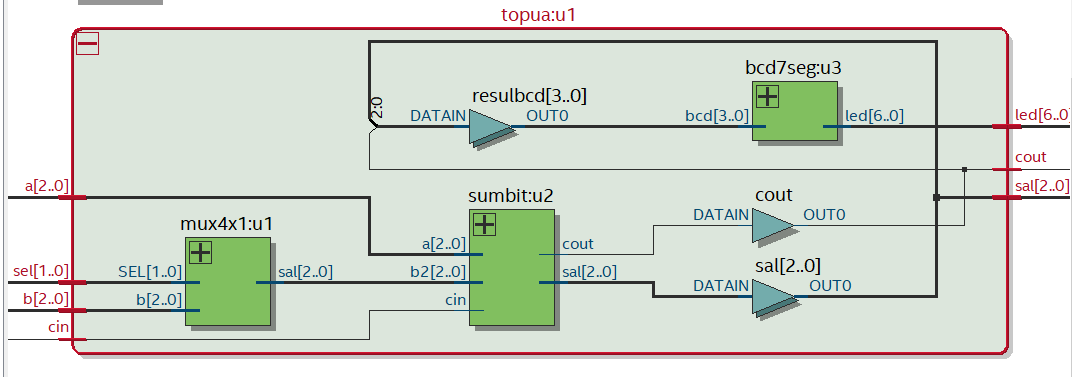 topua:u1
bcd7seg:u3
resulbcd[3..0]
2:0
DATAIN OUT0 bcd[3..0] led[6..0] led[6..0]
cout
a[2..0] sal[2..0]
sumbit:u2 cout
mux4x1:u1 DATAIN OUT0
a[2..0] cout
sel[1..0] SEL[1..0] sal[2..0] b2[2..0] sal[2..0] sal[2..0]
b[2..0] b[2..0] cin DATAIN OUT0
cin